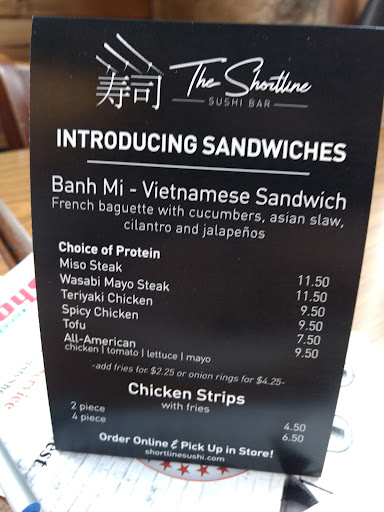 寿司
The Shortline
SUSHI BAR
INTRODUCING SANDWICHES
Banh Mi - Vietnamese Sandwich
French baguette with cucumbers, asian slaw,
cilantro and jalapeños
Choice of Protein
Miso Steak 11.50
Wasabi Mayo Steak 11.50
Teriyaki Chicken 9.50
Spicy Chicken 9.50
Tofu 7.50
All-American 9.50
chicken | tomato | lettuce | mayo
-add fries for $2.25 or onion rings for $4.25-
Chicken Strips
with fries
2 piece 4.50
4 piece 6.50
Order Online & Pick Up in Store!
shortlinesushi.com